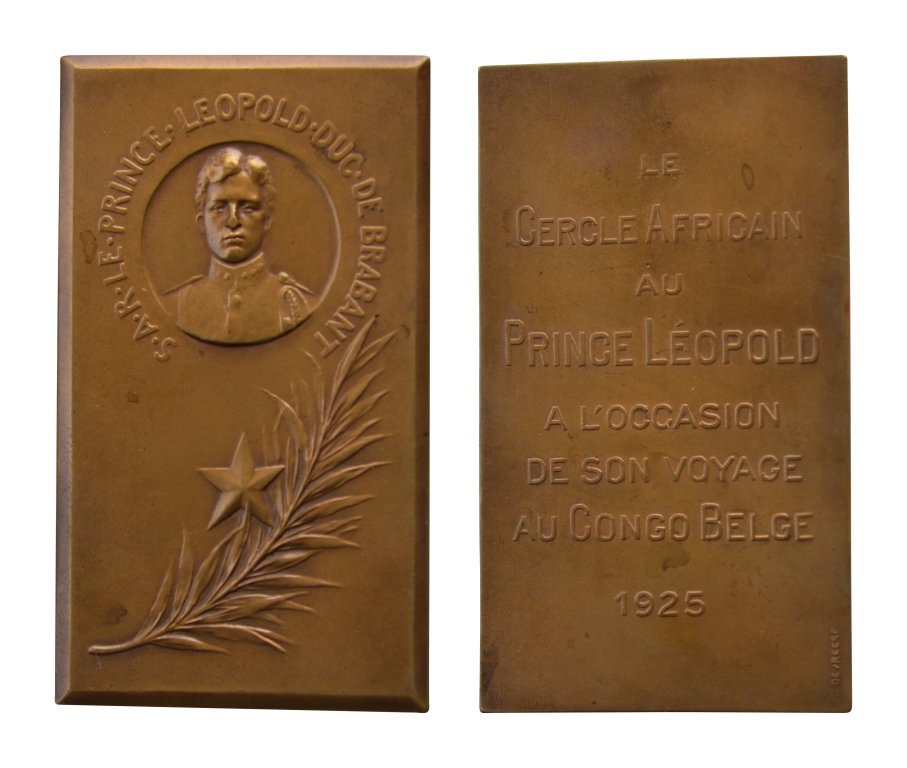 S·A·R·LE·PRINCE·LEOPOLD·DUC·DE BRABANT
LE
CERCLE AFRICAIN
AU
PRINCE LÉOPOLD
A L'OCCASION
DE SON VOYAGE
AU CONGO BELGE
1925